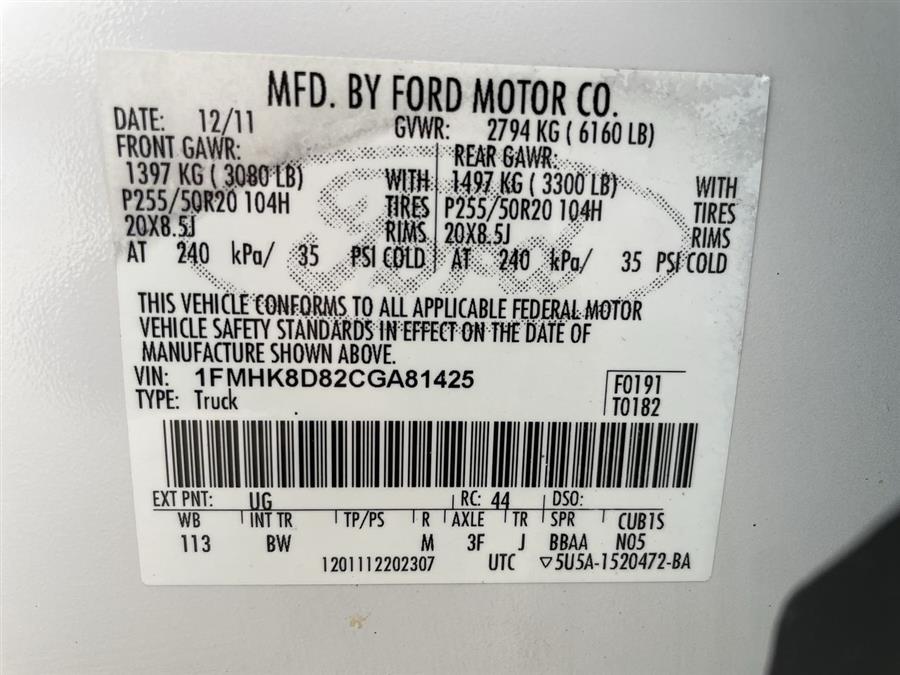 MFD. BY FORD MOTOR CO.
DATE: 12/11 GVWR: 2794 KG ( 6160 LB)
FRONT GAWR: REAR GAWR:
1397 KG ( 3080 LB) WITH 1497 KG ( 3300 LB) WITH
P255/50R20 104H TIRES P255/50R20 104H TIRES
20X8.5J RIMS 20X8.5J RIMS
AT 240 kPa/ 35 PSI COLD AT 240 kPa/ 35 PSI COLD
Ford
THIS VEHICLE CONFORMS TO ALL APPLICABLE FEDERAL MOTOR
VEHICLE SAFETY STANDARDS IN EFFECT ON THE DATE OF
MANUFACTURE SHOWN ABOVE.
VIN: 1FMHK8D82CGA81425 F0191
TYPE: Truck T0182
EXT PNT: UG RC: 44 DSO:
WB INT TR TP/PS R AXLE TR SPR CUB1S
113 BW M 3F J BBAA N05
1201112202307 UTC ▽5U5A-1520472-BA